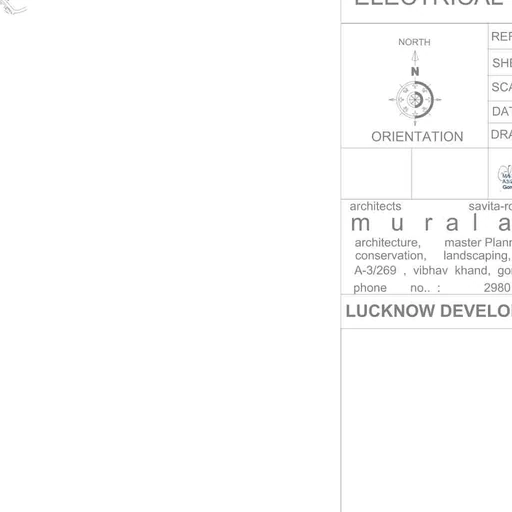 ELECTRICAL
NORTH
N
ORIENTATION
REF
SHE
SCA
DAT
DRA
architects savita-ro
m u r a l a
architecture, master Plann
conservation, landscaping,
A-3/269 , vibhav khand, go
phone no.. : 2980
LUCKNOW DEVELO